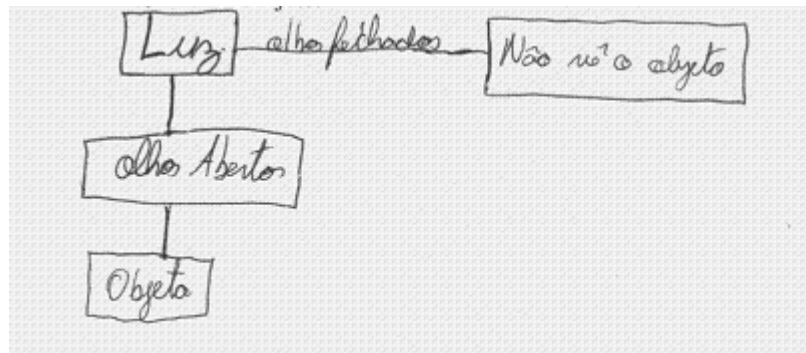 Luz
olhos fechados
Não vê o objeto
Olhos Abertos
Objeto